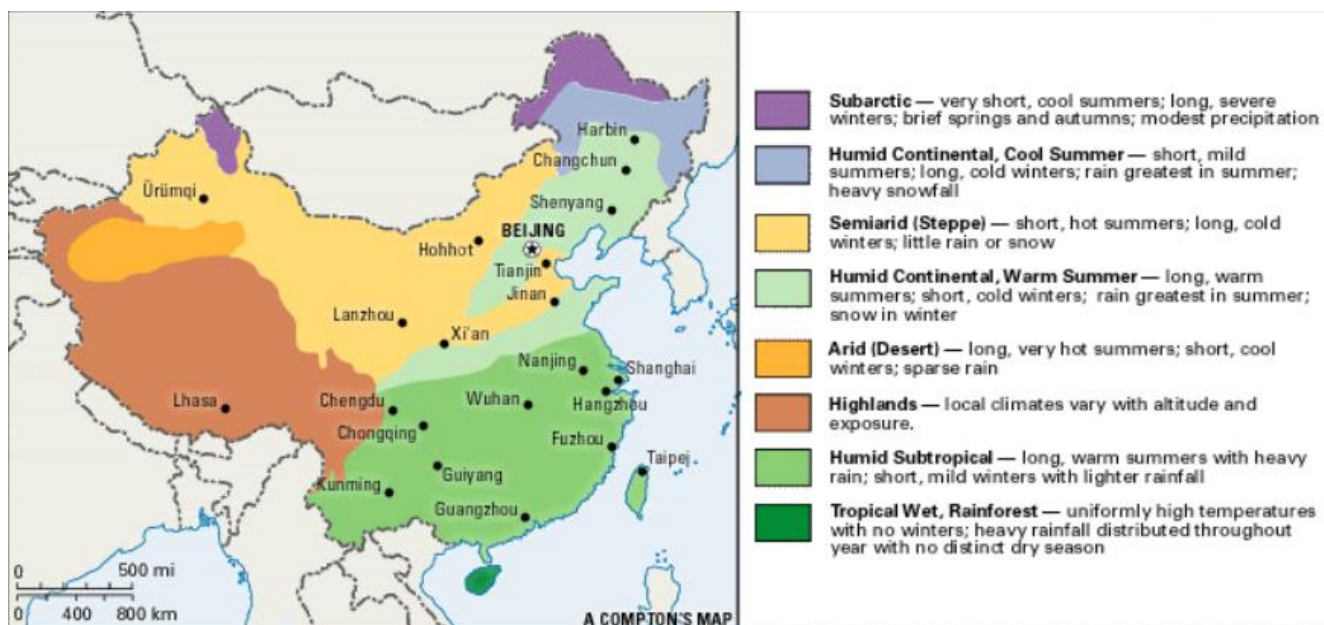 Harbin
Changchun
Ürümqi
Shenyang
BEIJING
Hohhot
Tianjin
Jinan
Lanzhou
Xi'an
Nanjing
Shanghai
Lhasa
Chengdu
Wuhan
Hangzhou
Chongqing
Fuzhou
Taipej
Guiyang
Kunming
Guangzhou
0 500 mi
0 400 800 km
A COMPTON'S MAP
Subarctic — very short, cool summers; long, severe
winters; brief springs and autumns; modest precipitation
Humid Continental, Cool Summer — short, mild
summers; long, cold winters; rain greatest in summer;
heavy snowfall
Semiarid (Steppe) — short, hot summers; long, cold
winters; little rain or snow
Humid Continental, Warm Summer — long, warm
summers; short, cold winters; rain greatest in summer;
snow in winter
Arid (Desert) — long, very hot summers; short, cool
winters; sparse rain
Highlands — local climates vary with altitude and
exposure.
Humid Subtropical — long, warm summers with heavy
rain; short, mild winters with lighter rainfall
Tropical Wet, Rainforest — uniformly high temperatures
with no winters; heavy rainfall distributed throughout
year with no distinct dry season